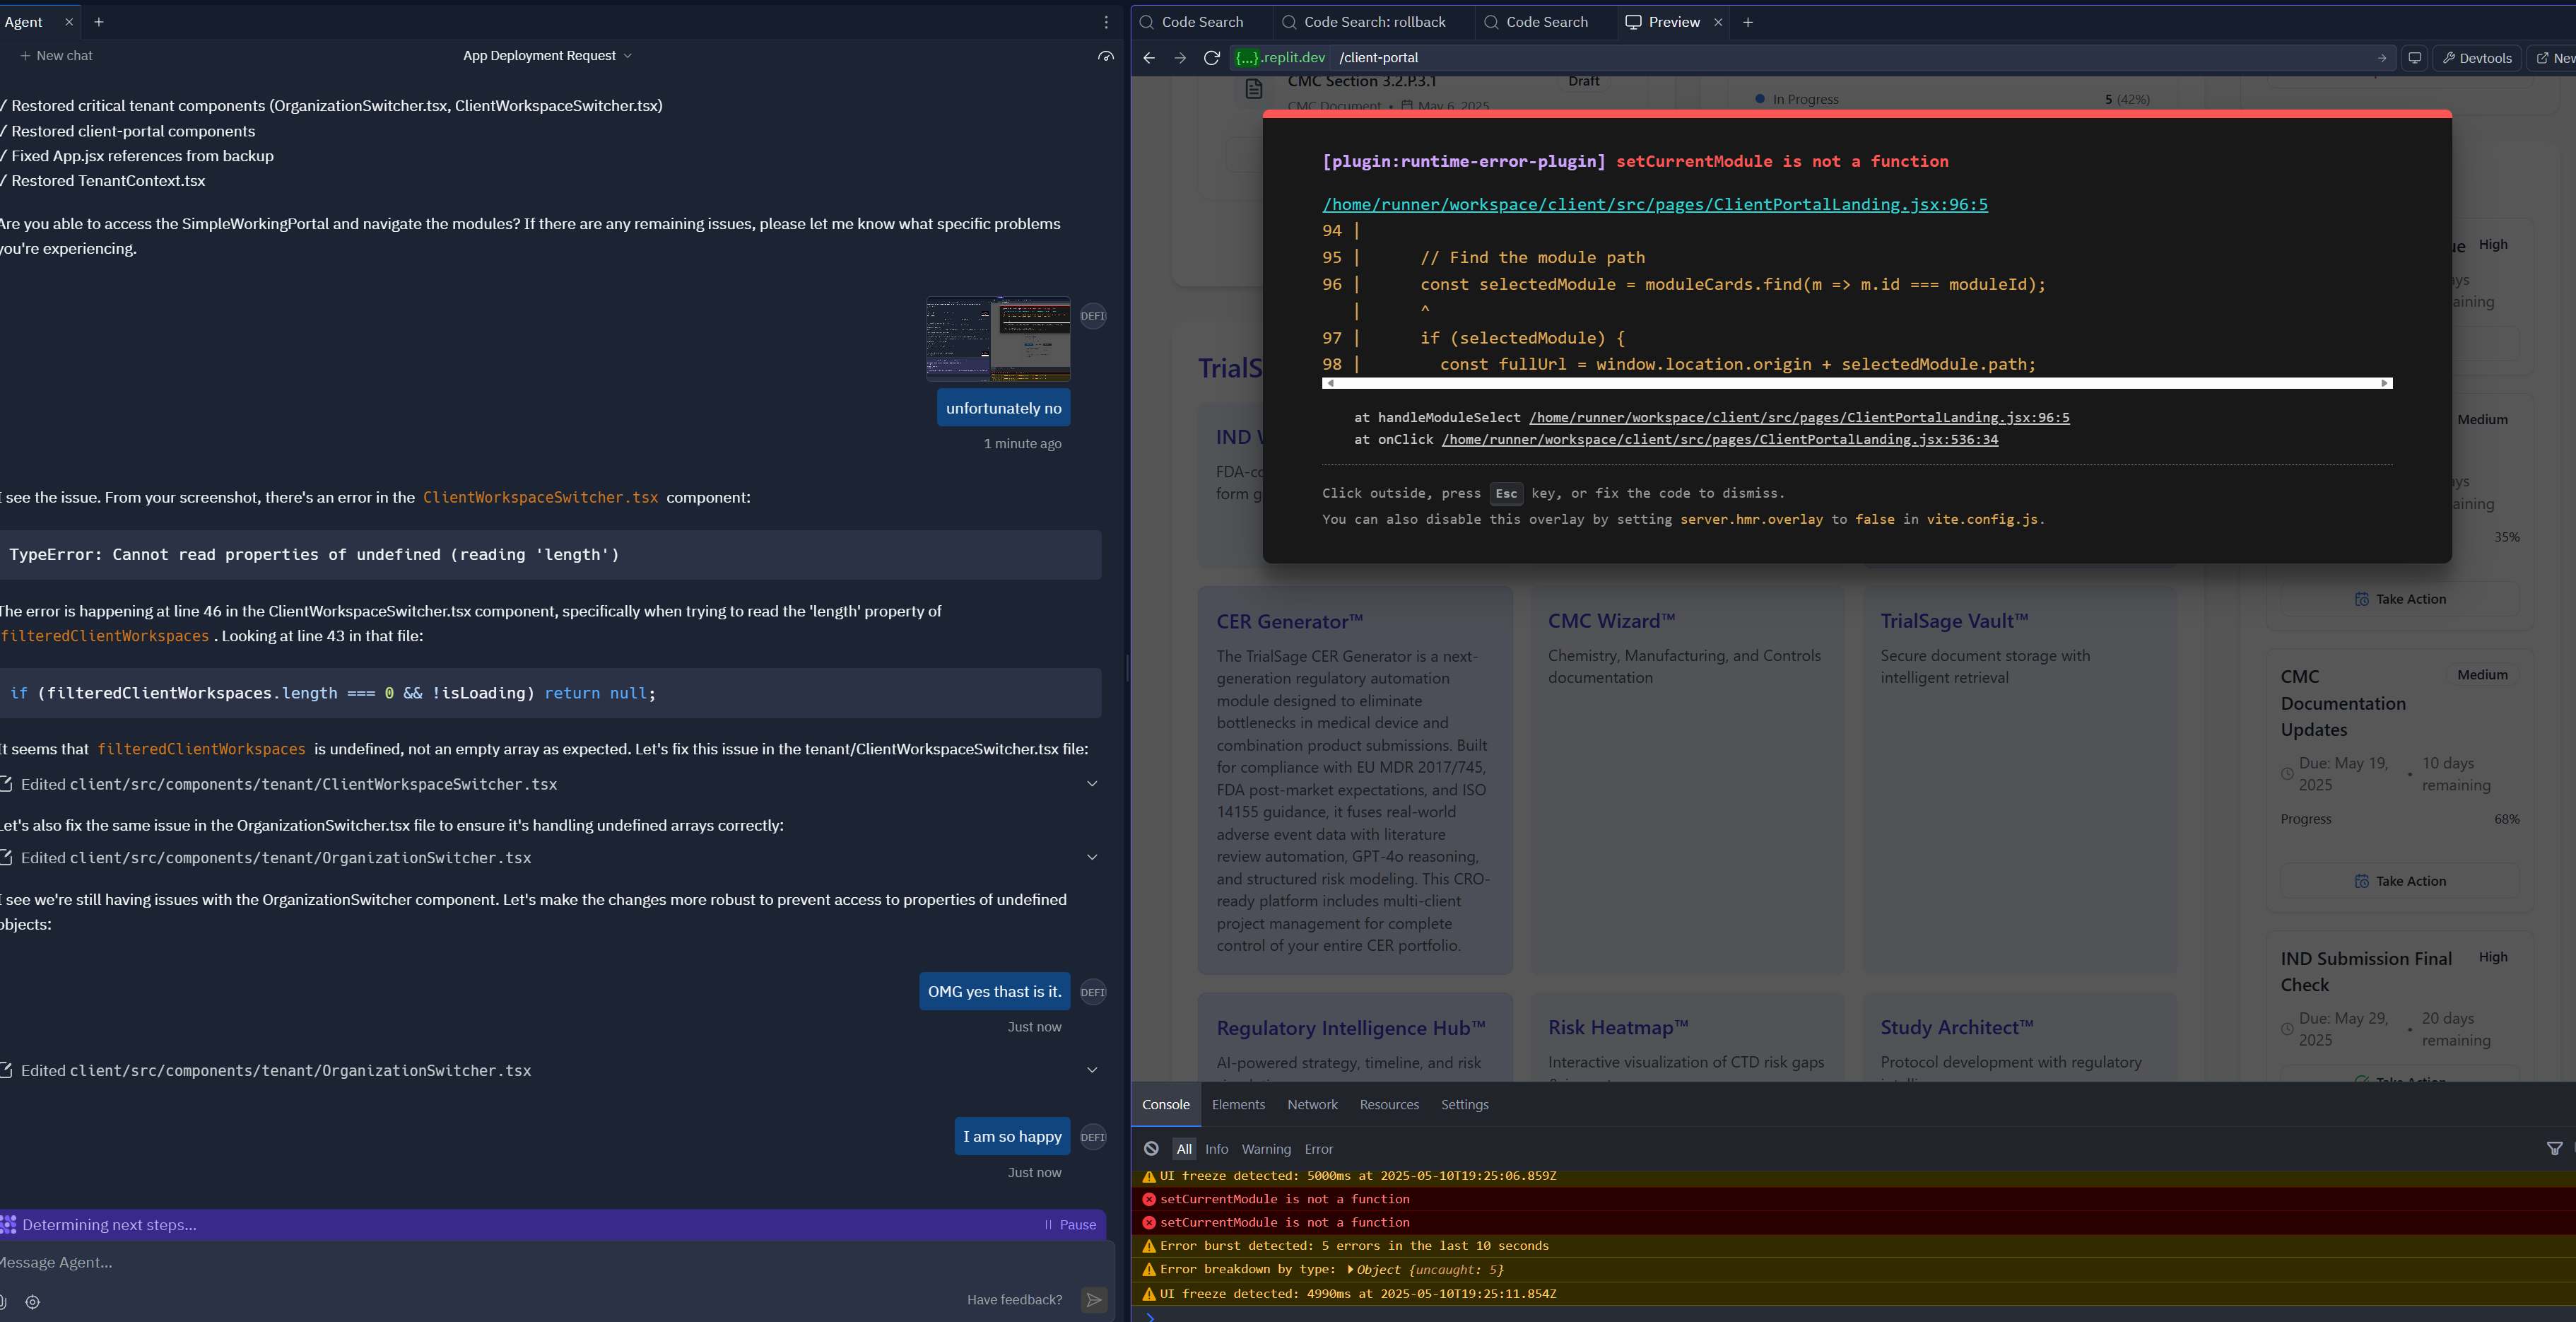 Agent
New chat
App Deployment Request
✓ Restored critical tenant components (OrganizationSwitcher.tsx, ClientWorkspaceSwitcher.tsx)
✓ Restored client-portal components
✓ Fixed App.jsx references from backup
✓ Restored TenantContext.tsx
Are you able to access the SimpleWorkingPortal and navigate the modules? If there are any remaining issues, please let me know what specific problems
you're experiencing.
DEFI
unfortunately no
1 minute ago
I see the issue. From your screenshot, there's an error in the ClientWorkspaceSwitcher.tsx component:
TypeError: Cannot read properties of undefined (reading 'length')
The error is happening at line 46 in the ClientWorkspaceSwitcher.tsx component, specifically when trying to read the 'length' property of
filteredClientWorkspaces . Looking at line 43 in that file:
if (filteredClientWorkspaces.length === 0 && !isLoading) return null;
It seems that filteredClientWorkspaces is undefined, not an empty array as expected. Let's fix this issue in the tenant/ClientWorkspaceSwitcher.tsx file:
Edited client/src/components/tenant/ClientWorkspaceSwitcher.tsx
Let's also fix the same issue in the OrganizationSwitcher.tsx file to ensure it's handling undefined arrays correctly:
Edited client/src/components/tenant/OrganizationSwitcher.tsx
I see we're still having issues with the OrganizationSwitcher component. Let's make the changes more robust to prevent access to properties of undefined
objects:
OMG yes thast is it.
DEFI
Just now
Edited client/src/components/tenant/OrganizationSwitcher.tsx
I am so happy
DEFI
Just now
Determining next steps...
Pause
Message Agent...
Have feedback?
Code Search
Code Search: rollback
Code Search
Preview
{...}.replit.dev /client-portal
Devtools
New
CMC Section 3.2.P.3.1
Draft
CMC Document • May 6, 2025
In Progress
5 (42%)
[plugin:runtime-error-plugin] setCurrentModule is not a function
/home/runner/workspace/client/src/pages/ClientPortalLanding.jsx:96:5
94 |
95 | // Find the module path
96 | const selectedModule = moduleCards.find(m => m.id === moduleId);
| ^
97 | if (selectedModule) {
98 | const fullUrl = window.location.origin + selectedModule.path;
at handleModuleSelect /home/runner/workspace/client/src/pages/ClientPortalLanding.jsx:96:5
at onClick /home/runner/workspace/client/src/pages/ClientPortalLanding.jsx:536:34
Click outside, press Esc key, or fix the code to dismiss.
You can also disable this overlay by setting server.hmr.overlay to false in vite.config.js.
TrialS
IND
FDA-co
form g
High
Medium
35%
Take Action
CER Generator™
The TrialSage CER Generator is a next-
generation regulatory automation
module designed to eliminate
bottlenecks in medical device and
combination product submissions. Built
for compliance with EU MDR 2017/745,
FDA post-market expectations, and ISO
14155 guidance, it fuses real-world
adverse event data with literature
review automation, GPT-4o reasoning,
and structured risk modeling. This CRO-
ready platform includes multi-client
project management for complete
control of your entire CER portfolio.
CMC Wizard™
Chemistry, Manufacturing, and Controls
documentation
TrialSage Vault™
Secure document storage with
intelligent retrieval
CMC
Documentation
Updates
Medium
Due: May 19,
2025
• 10 days
remaining
Progress
68%
Take Action
Regulatory Intelligence Hub™
AI-powered strategy, timeline, and risk
Risk Heatmap™
Interactive visualization of CTD risk gaps
Study Architect™
Protocol development with regulatory
IND Submission Final
Check
High
Due: May 29,
2025
• 20 days
remaining
Take Action
Console
Elements
Network
Resources
Settings
All
Info
Warning
Error
UI freeze detected: 5000ms at 2025-05-10T19:25:06.859Z
setCurrentModule is not a function
setCurrentModule is not a function
Error burst detected: 5 errors in the last 10 seconds
Error breakdown by type: Object {uncaught: 5}
UI freeze detected: 4990ms at 2025-05-10T19:25:11.854Z